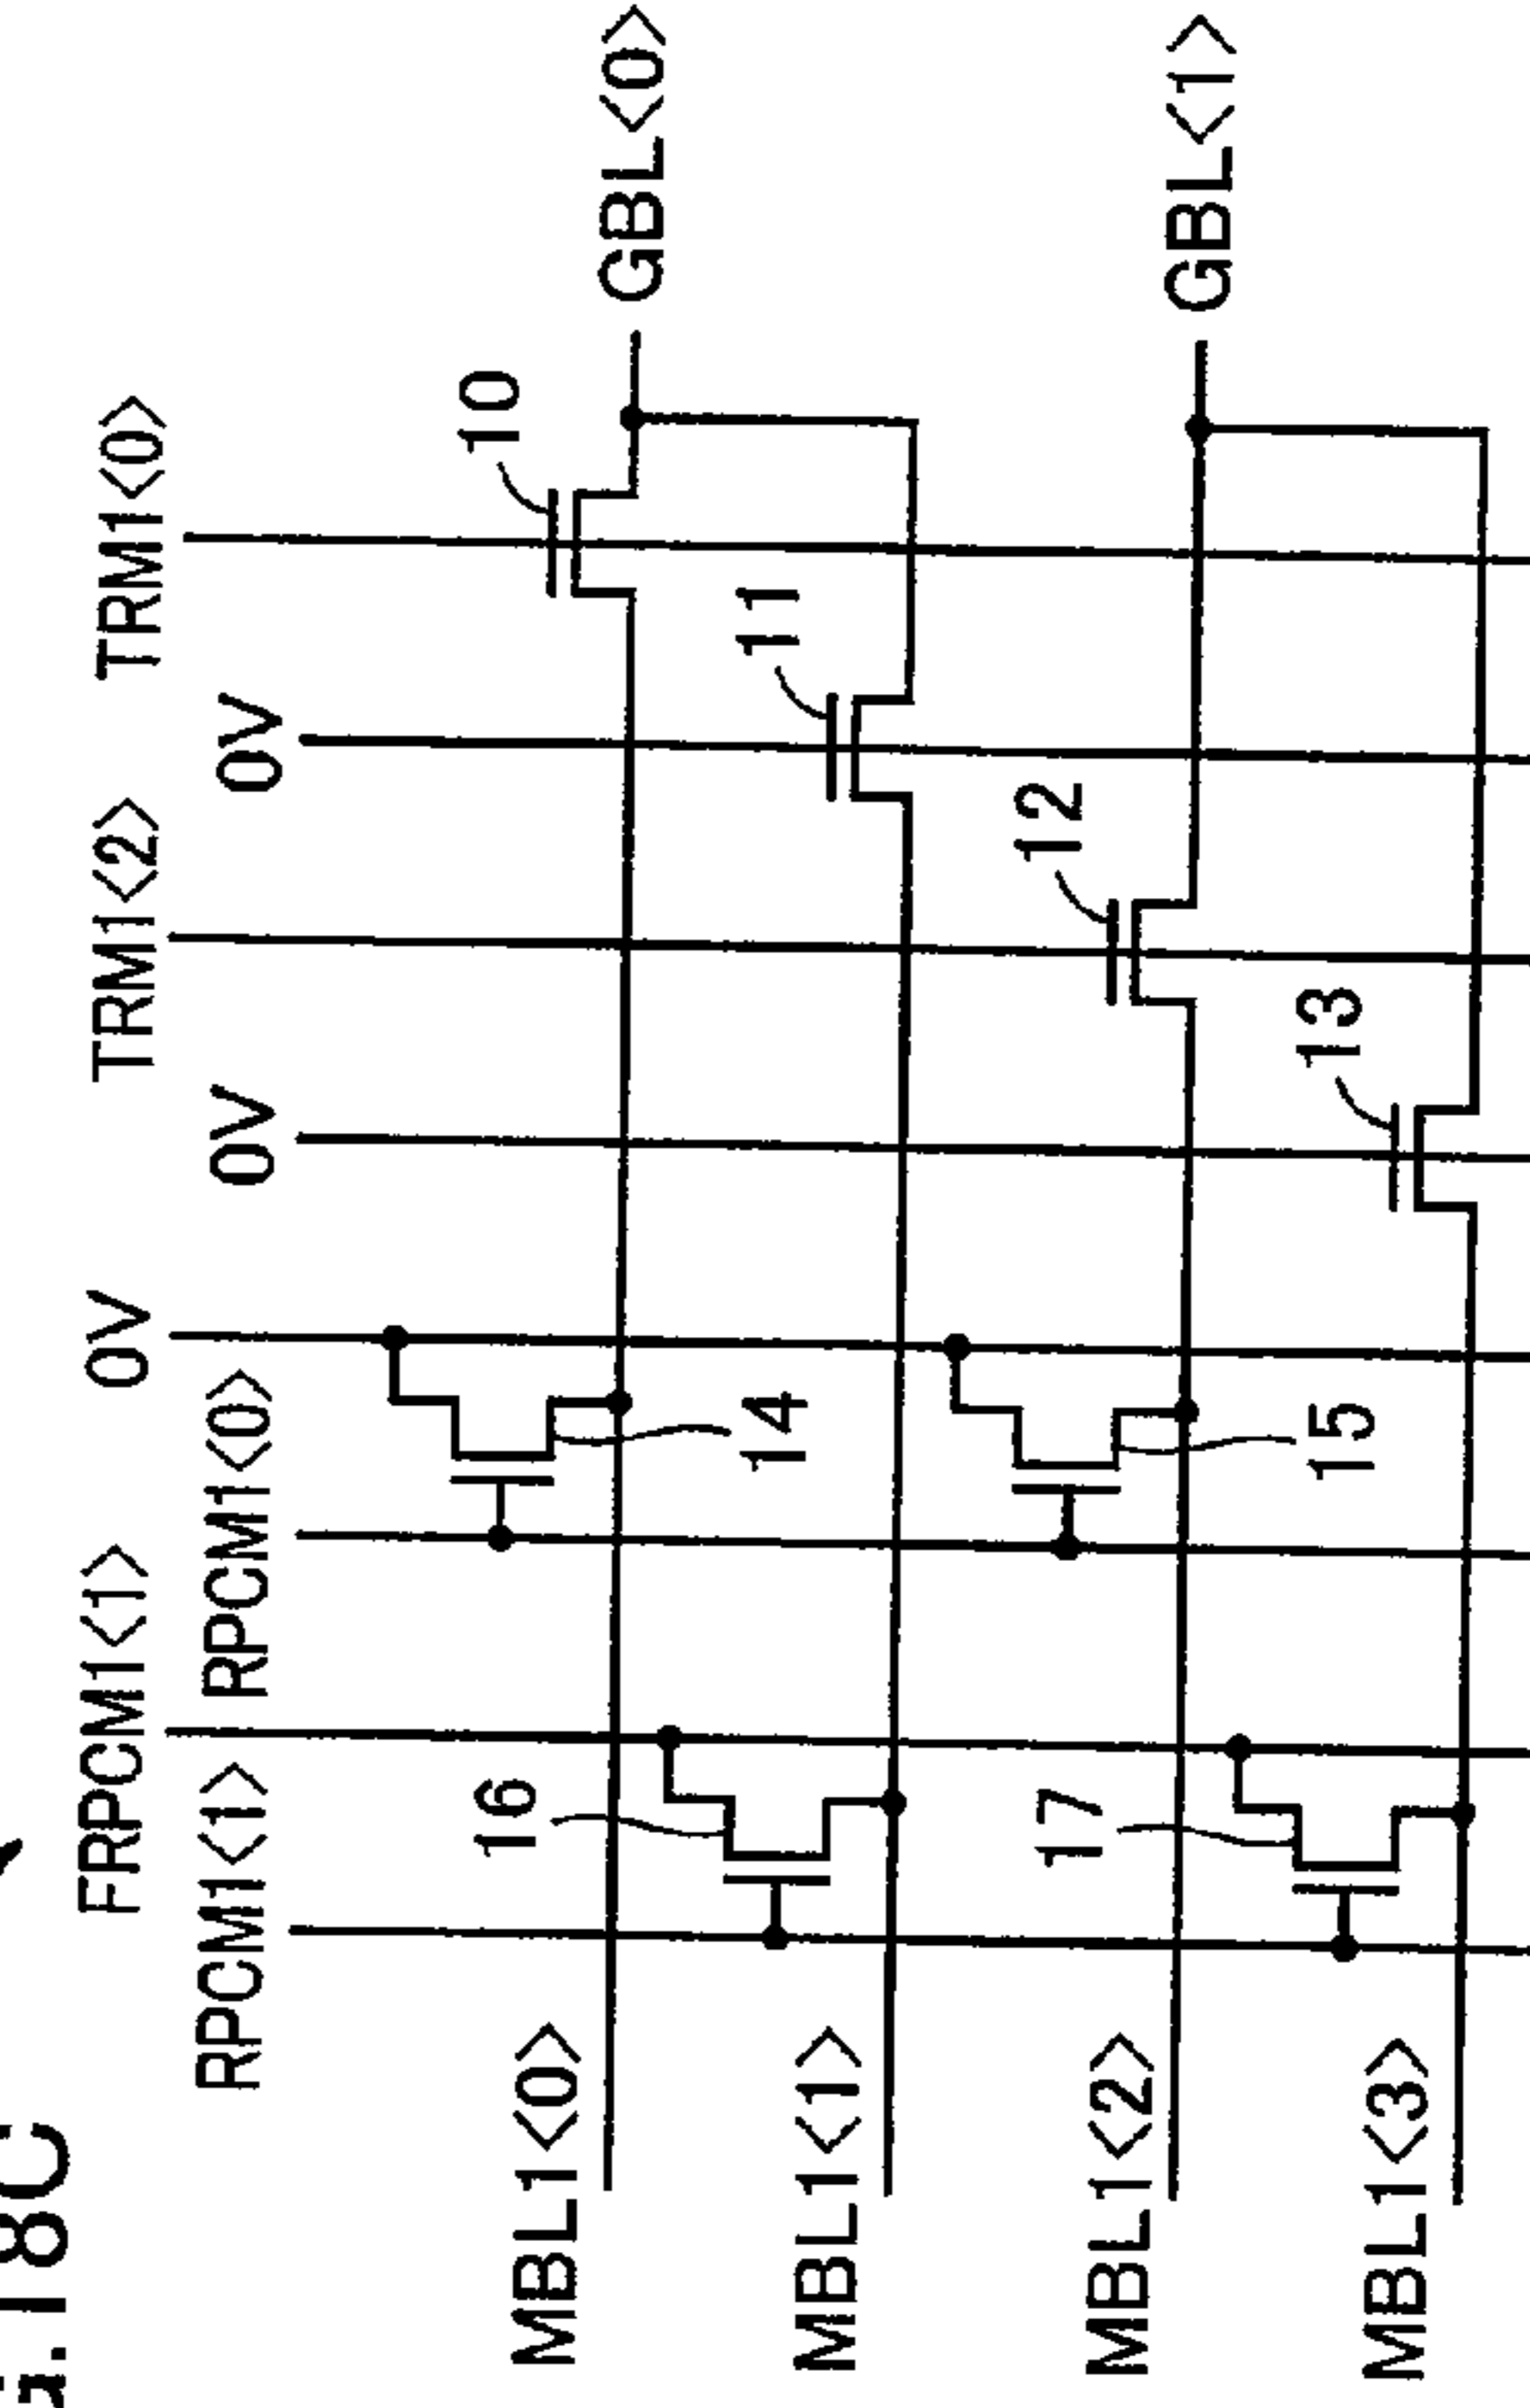 G.18C
FRPCM1<1>
0V
TRM1<2>
TRM1<0>
RPCM1<1>
RPCM1<0>
0V
0V
MBL1<0>
16
10
GBL<0>
MBL1<1>
14
11
MBL1<2>
17
12
GBL<1>
MBL1<3>
15
13